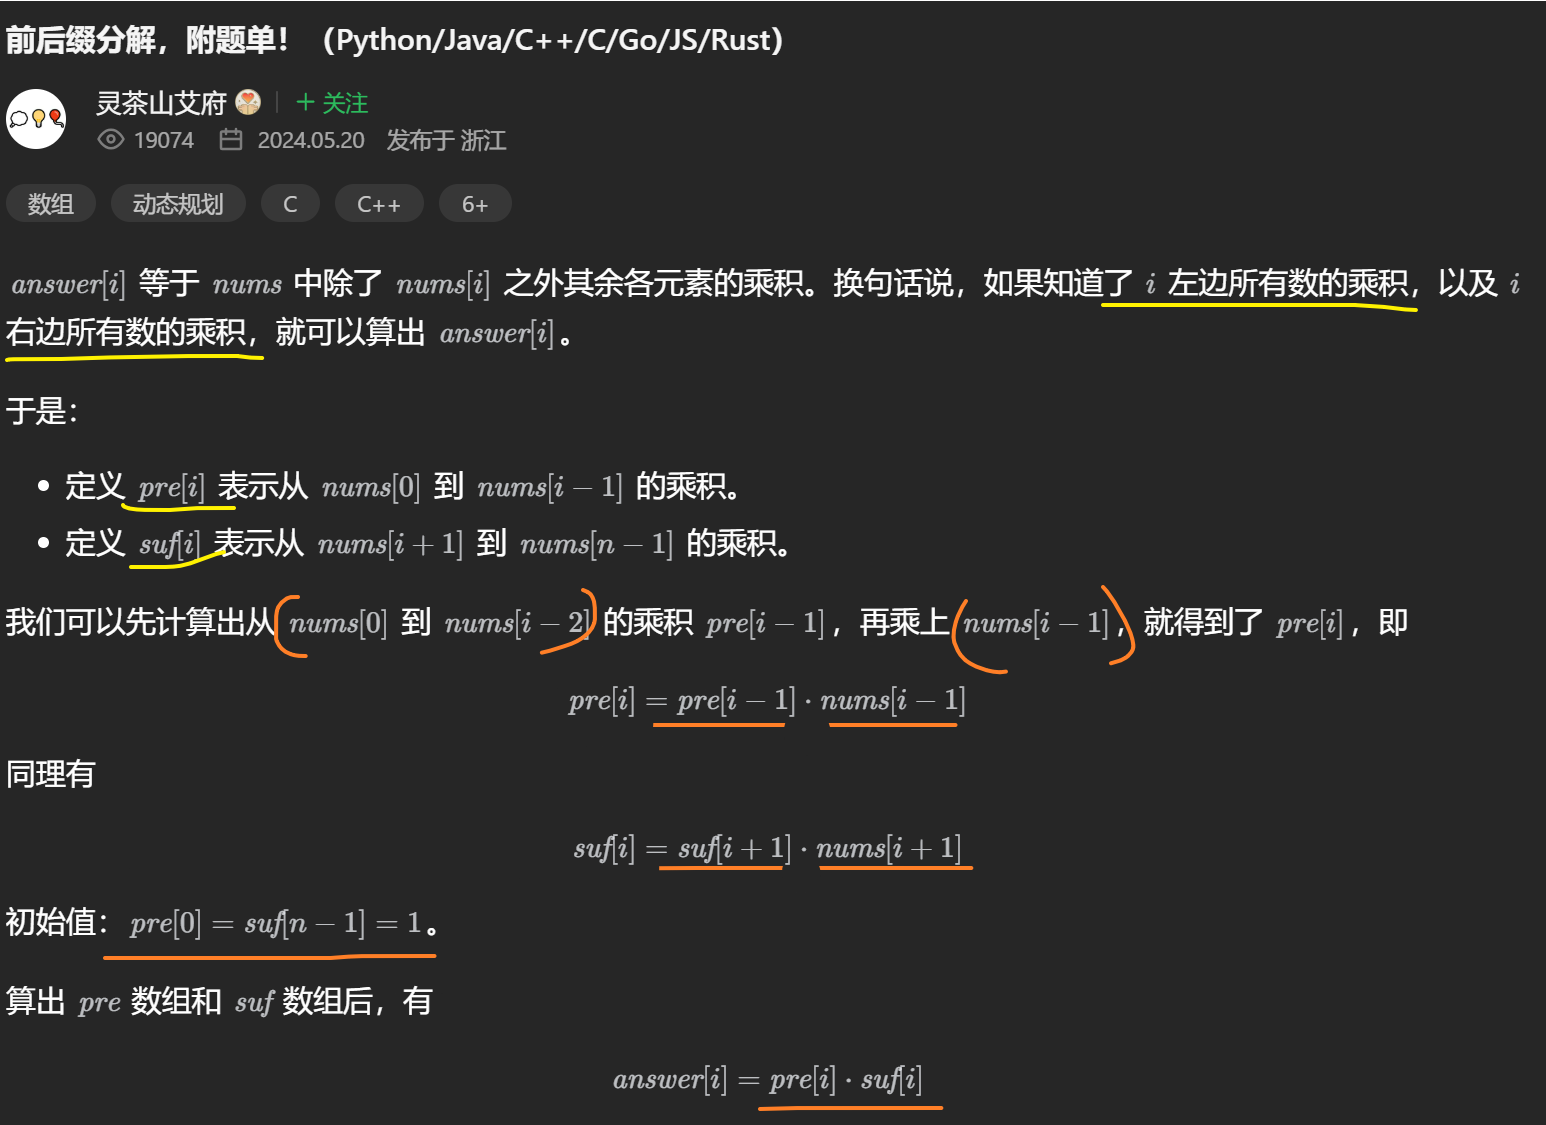 前后缀分解，附题单！（Python/Java/C++/C/Go/JS/Rust）
灵茶山艾府 + 关注
19074 2024.05.20 发布于 浙江
数组 动态规划 C C++ 6+
answer[i] 等于 nums 中除了 nums[i] 之外其余各元素的乘积。换句话说，如果知道了 i 左边所有数的乘积，以及 i
右边所有数的乘积，就可以算出 answer[i]。
于是：
• 定义 pre[i] 表示从 nums[0] 到 nums[i − 1] 的乘积。
• 定义 suf[i] 表示从 nums[i + 1] 到 nums[n − 1] 的乘积。
我们可以先计算出从 nums[0] 到 nums[i − 2] 的乘积 pre[i − 1]，再乘上 nums[i − 1]，就得到了 pre[i]，即
pre[i] = pre[i − 1] · nums[i − 1]
同理有
suf[i] = suf[i + 1] · nums[i + 1]
初始值：pre[0] = suf[n − 1] = 1。
算出 pre 数组和 suf 数组后，有
answer[i] = pre[i] · suf[i]